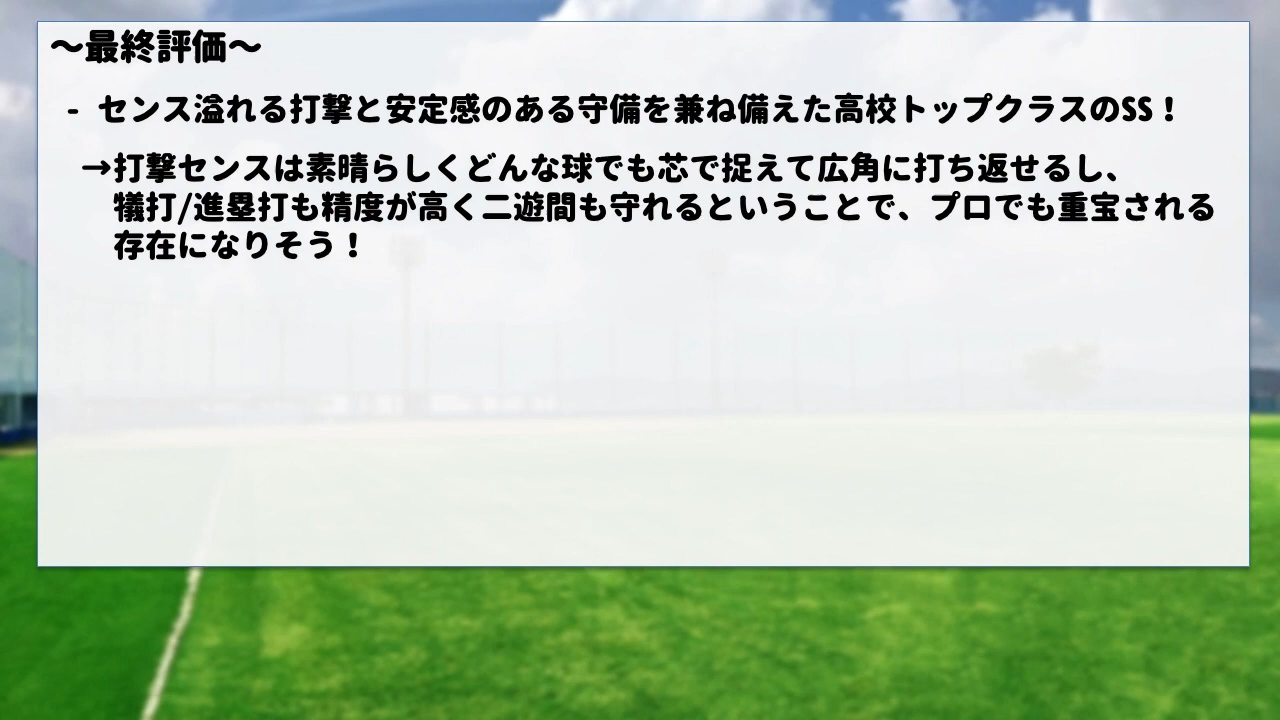 ～最終評価～
- センス溢れる打撃と安定感のある守備を兼ね備えた高校トップクラスのSS！
→打撃センスは素晴らしくどんな球でも芯で捉えて広角に打ち返せるし、
犠打/進塁打も精度が高く二遊間も守れるということで、プロでも重宝される
存在になりそう！